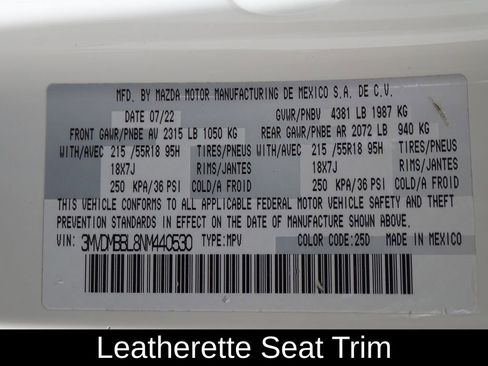 MFD. BY MAZDA MOTOR MANUFACTURING DE MEXICO S.A. DE C.V.
DATE 07/22 GVWR/PNBV 4381 LB 1987 KG
FRONT GAWR/PNBE AV 2315 LB 1050 KG REAR GAWR/PNBE AR 2072 LB 940 KG
WITH/AVEC 215 /55R18 95H TIRES/PNEUS WITH/AVEC 215 /55R18 95H TIRES/PNEUS
18X7J RIMS/JANTES 18X7J RIMS/JANTES
250 KPA/36 PSI COLD/A FROID 250 KPA/36 PSI COLD/A FROID
THIS VEHICLE CONFORMS TO ALL APPLICABLE FEDERAL MOTOR VEHICLE SAFETY AND THEFT
PREVENTION STANDARDS IN EFFECT ON THE DATE OF MANUFACTURE SHOWN ABOVE.
VIN: 3MVDMBBL8NM440530 TYPE:MPV COLOR CODE:25D MADE IN MEXICO
Leatherette Seat Trim